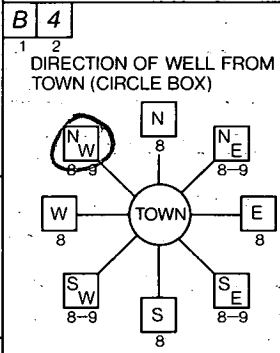 B 4
1 2
DIRECTION OF WELL FROM
TOWN (CIRCLE BOX)
N
8
N W
8-9
N E
8-9
W
8
TOWN
E
8
S W
8-9
S E
8-9
S
8